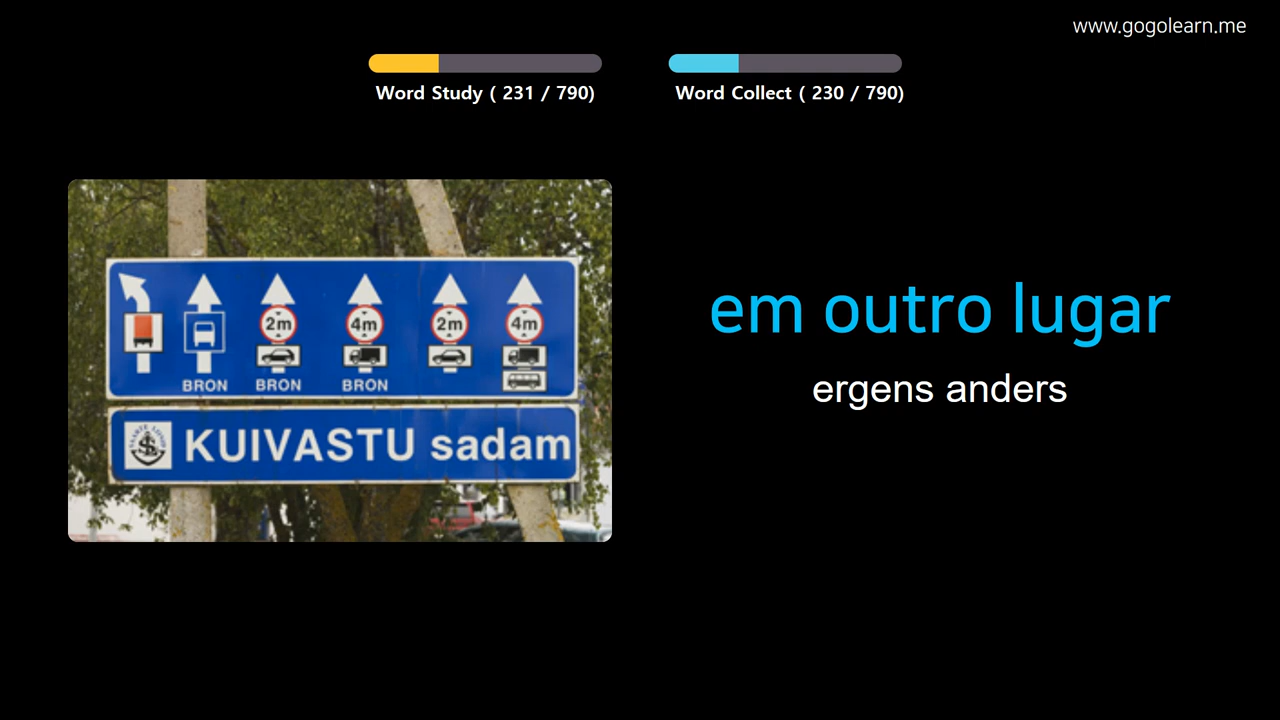 www.gogolearn.me
Word Study ( 231 / 790)
Word Collect ( 230 / 790)
2m
4m
2m
4m
BRON
BRON
BRON
KUIVASTU sadam
em outro lugar
ergens anders